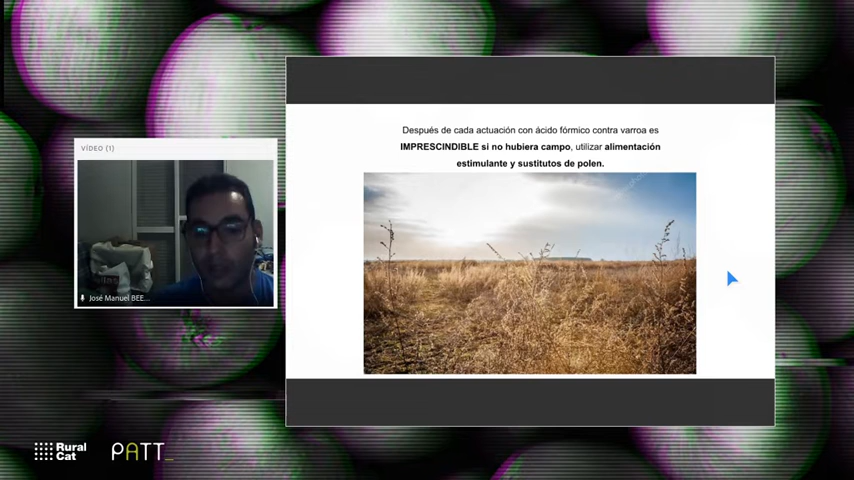 VÍDEO (1)
José Manuel BEE...
Después de cada actuación con ácido fórmico contra varroa es
IMPRESCINDIBLE si no hubiera campo, utilizar alimentación
estimulante y sustitutos de polen.
Rural
Cat
PATT_